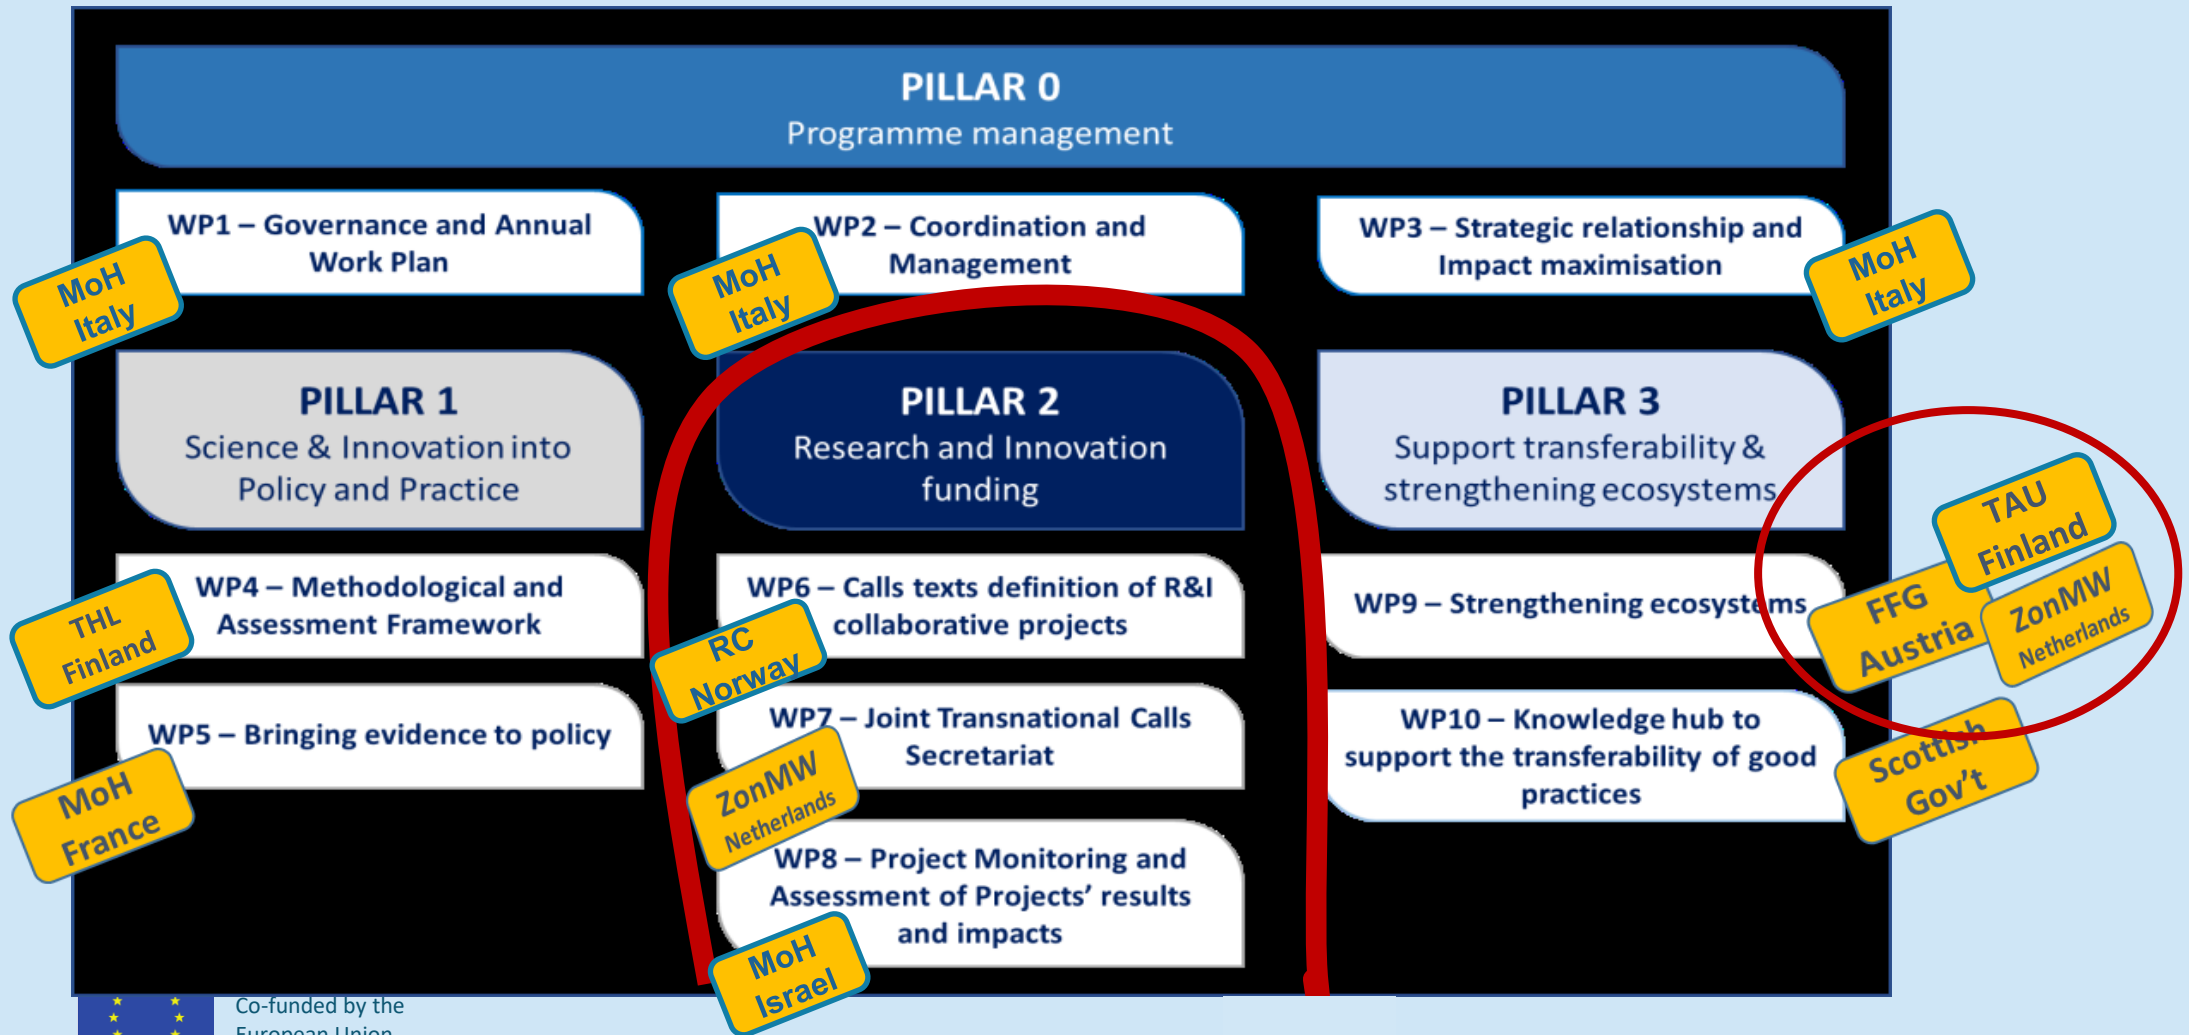 PILLAR 0
Programme management
WP1 – Governance and Annual
Work Plan
MoH
Italy
WP2 – Coordination and
Management
MoH
Italy
WP3 – Strategic relationship and
Impact maximisation
MoH
Italy
PILLAR 1
Science & Innovation into
Policy and Practice
WP4 – Methodological and
Assessment Framework
THL
Finland
WP5 – Bringing evidence to policy
MoH
France
PILLAR 2
Research and Innovation
funding
WP6 – Calls texts definition of R&I
collaborative projects
RC
Norway
WP7 – Joint Transnational Calls
Secretariat
ZonMW
Netherlands
WP8 – Project Monitoring and
Assessment of Projects’ results
and impacts
MoH
Israel
PILLAR 3
Support transferability &
strengthening ecosystems
WP9 – Strengthening ecosystems
TAU
Finland
FFG
Austria
ZonMW
Netherlands
WP10 – Knowledge hub to
support the transferability of good
practices
Scottish
Gov’t
Co-funded by the
European Union